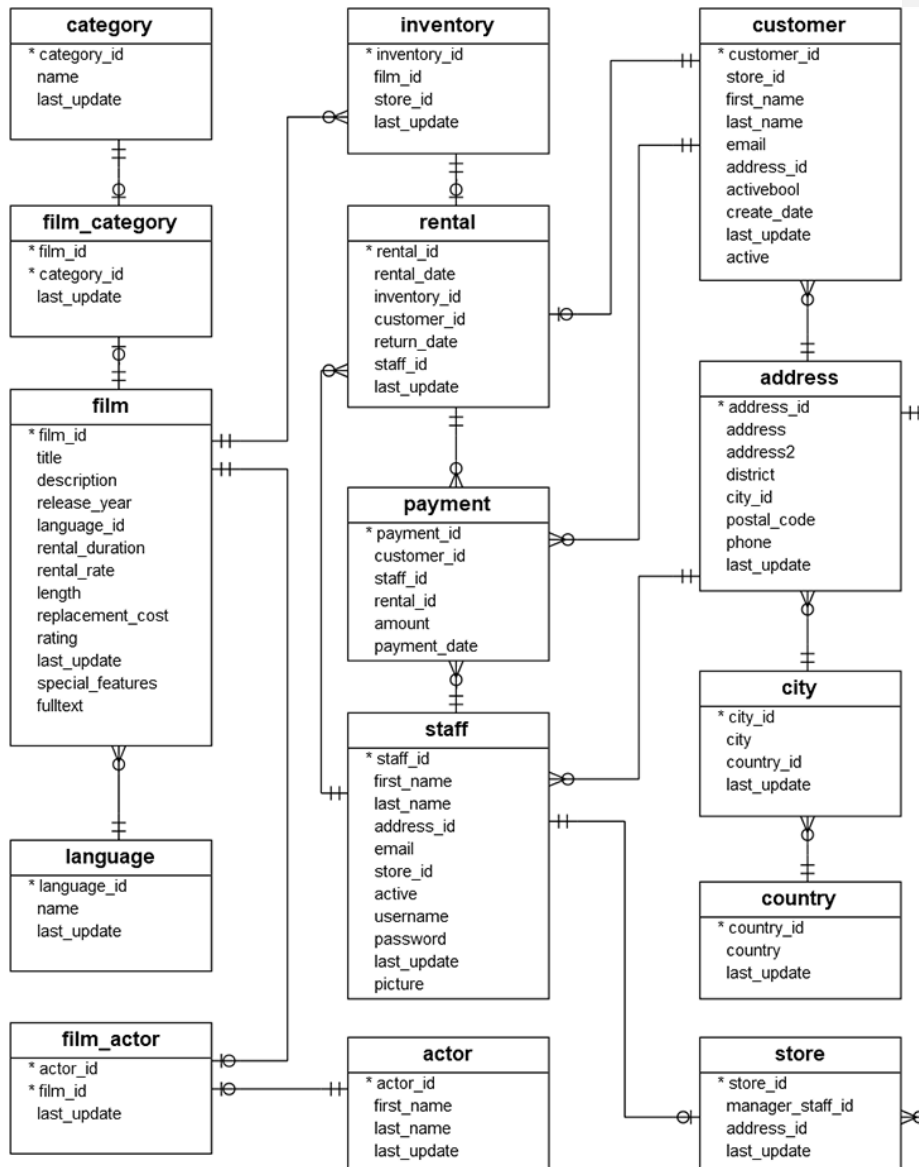 category
* category_id
name
last_update
film_category
* film_id
* category_id
last_update
film
* film_id
title
description
release_year
language_id
rental_duration
rental_rate
length
replacement_cost
rating
last_update
special_features
fulltext
language
* language_id
name
last_update
film_actor
* actor_id
* film_id
last_update
inventory
* inventory_id
film_id
store_id
last_update
rental
* rental_id
rental_date
inventory_id
customer_id
return_date
staff_id
last_update
payment
* payment_id
customer_id
staff_id
rental_id
amount
payment_date
staff
* staff_id
first_name
last_name
address_id
email
store_id
active
username
password
last_update
picture
actor
* actor_id
first_name
last_name
last_update
customer
* customer_id
store_id
first_name
last_name
email
address_id
activebool
create_date
last_update
active
address
* address_id
address
address2
district
city_id
postal_code
phone
last_update
city
* city_id
city
country_id
last_update
country
* country_id
country
last_update
store
* store_id
manager_staff_id
address_id
last_update